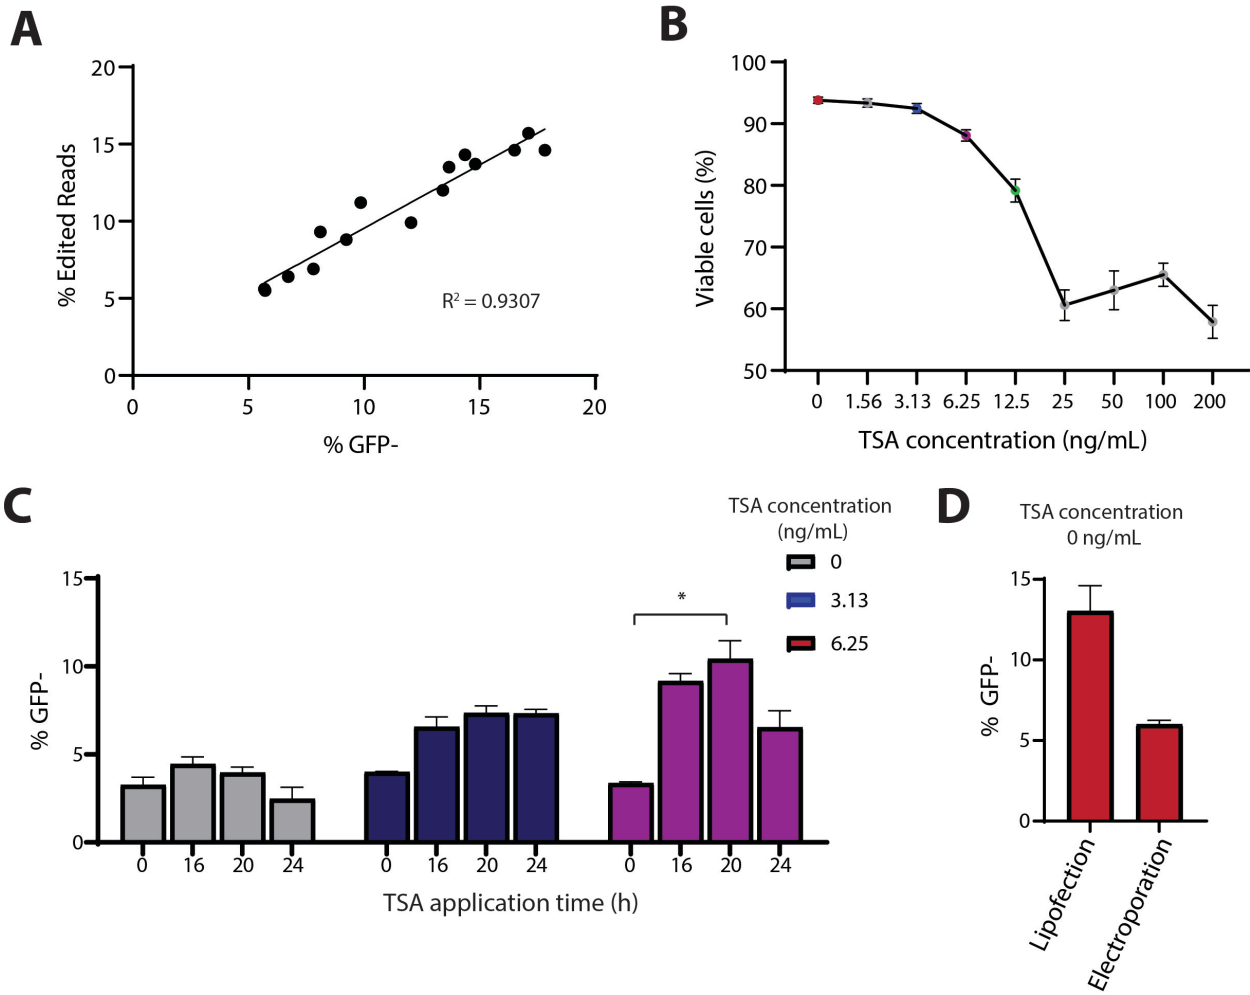 A
20
15
10
5
0
% Edited Reads
R² = 0.9307
0 5 10 15 20
% GFP-
B
100
90
80
70
60
50
Viable cells (%)
0 1.56 3.13 6.25 12.5 25 50 100 200
TSA concentration (ng/mL)
C
TSA concentration
(ng/mL)
0
3.13
6.25
15
10
5
0
% GFP-
*
0 16 20 24 0 16 20 24 0 16 20 24
TSA application time (h)
D
TSA concentration
0 ng/mL
15
10
5
0
% GFP-
Lipofection
Electroporation